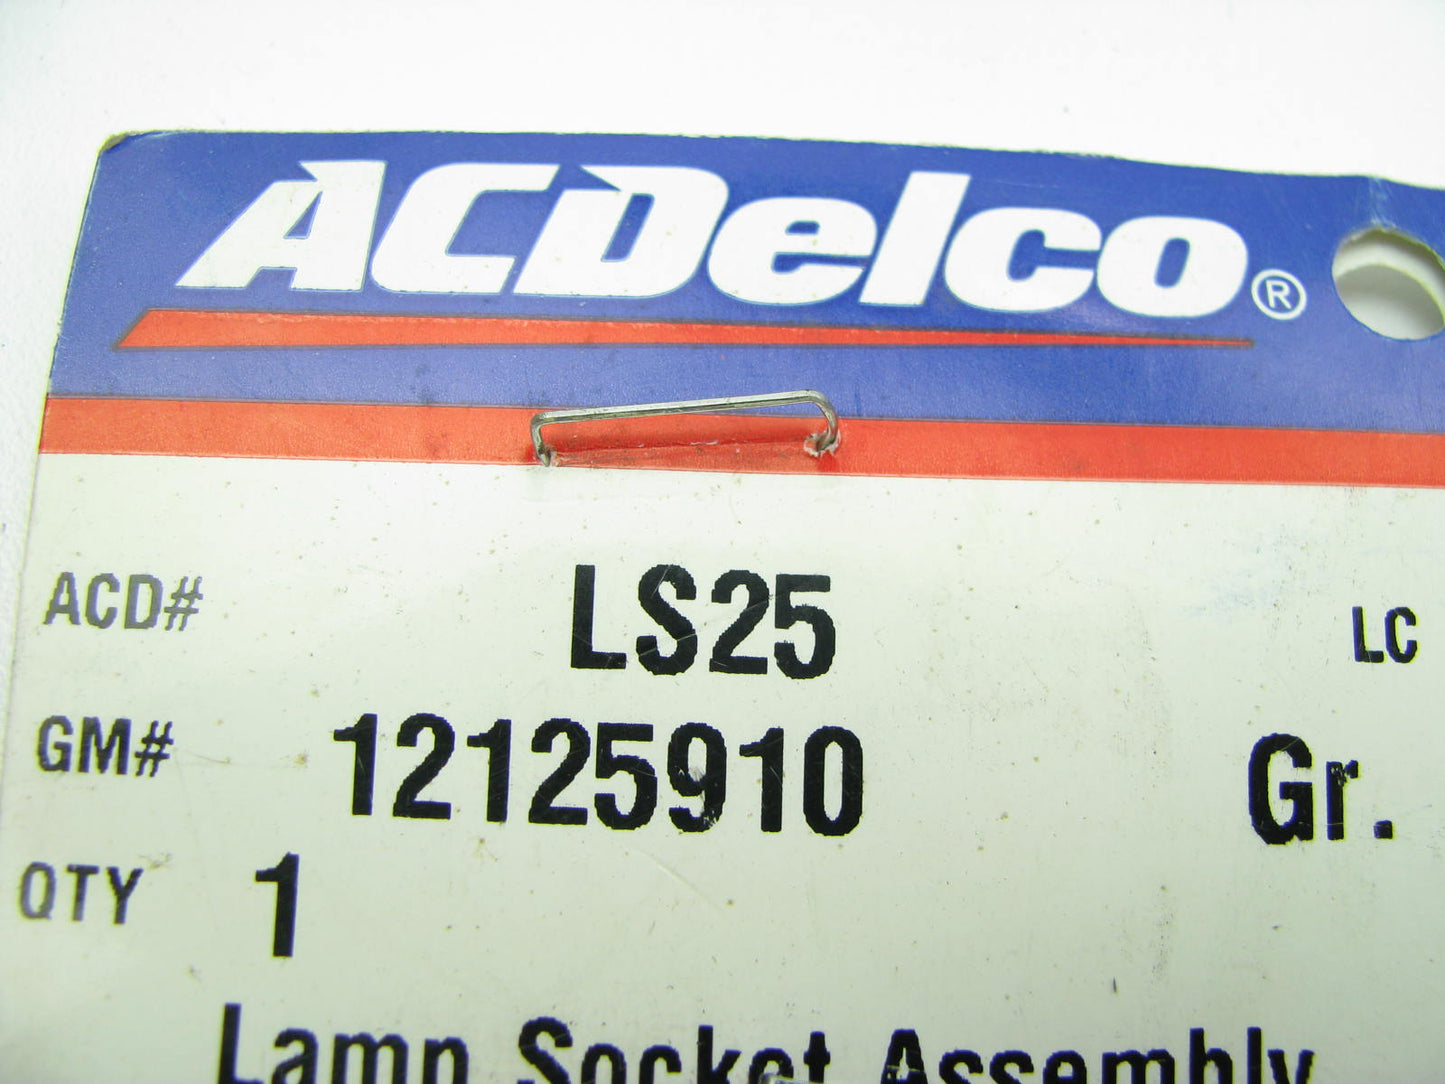 ACDelco®
ACD# LS25 LC
GM# 12125910 Gr.
QTY 1
Lamp Socket Assembly